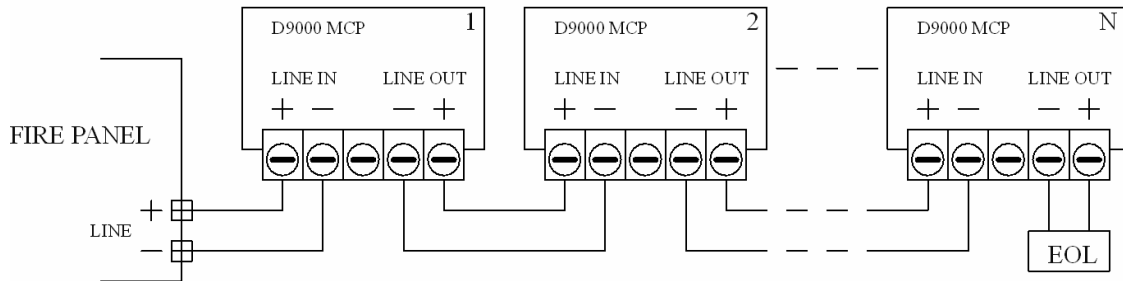 D9000 MCP 1
LINE IN LINE OUT
+ − − +
D9000 MCP 2
LINE IN LINE OUT
+ − − +
D9000 MCP N
LINE IN LINE OUT
+ − − +
FIRE PANEL
+
LINE
−
EOL